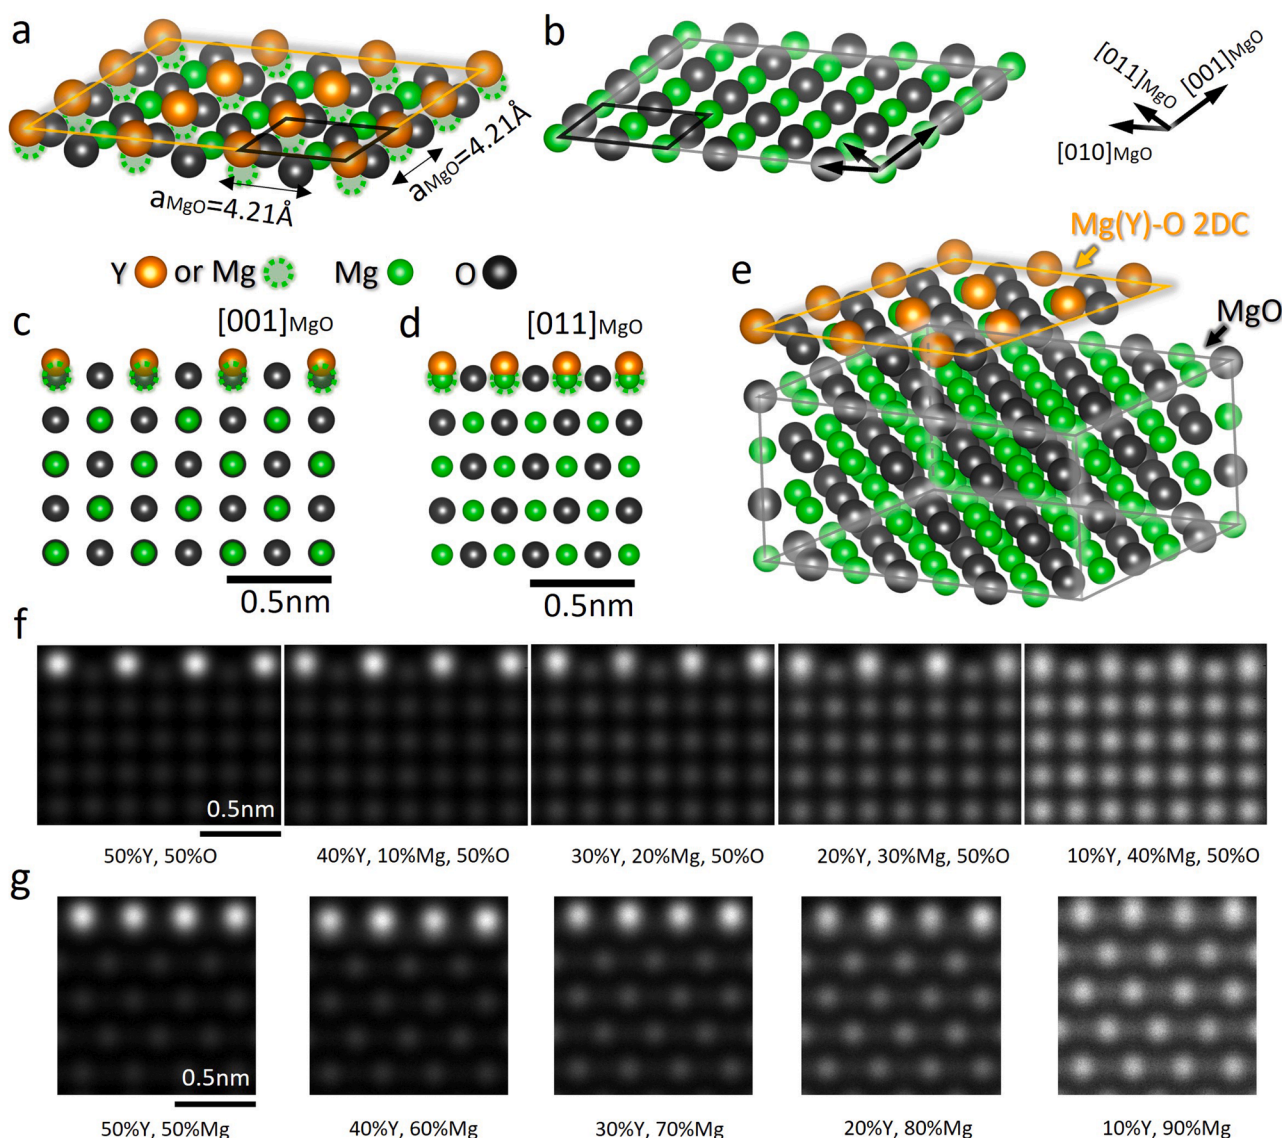 a
aMgO=4.21Å
aMgO=4.21Å
b
[011]MgO
[001]MgO
[010]MgO
Y or Mg Mg O
c
[001]MgO
0.5nm
d
[011]MgO
0.5nm
e
Mg(Y)-O 2DC
MgO
f
0.5nm
50%Y, 50%O
40%Y, 10%Mg, 50%O
30%Y, 20%Mg, 50%O
20%Y, 30%Mg, 50%O
10%Y, 40%Mg, 50%O
g
0.5nm
50%Y, 50%Mg
40%Y, 60%Mg
30%Y, 70%Mg
20%Y, 80%Mg
10%Y, 90%Mg